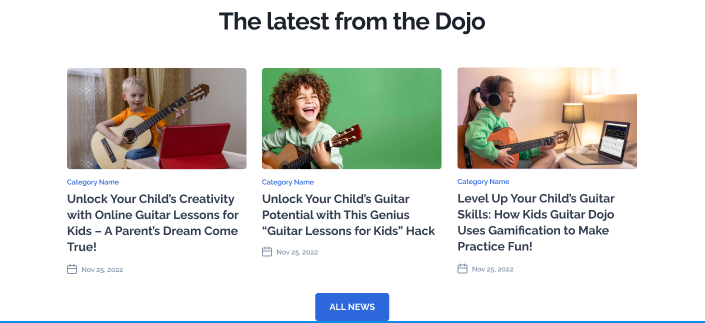 The latest from the Dojo
Category Name
Unlock Your Child's Creativity
with Online Guitar Lessons for
Kids – A Parent's Dream Come
True!
Nov 25, 2022
Category Name
Unlock Your Child's Guitar
Potential with This Genius
“Guitar Lessons for Kids” Hack
Nov 25, 2022
Category Name
Level Up Your Child's Guitar
Skills: How Kids Guitar Dojo
Uses Gamification to Make
Practice Fun!
Nov 25, 2022
ALL NEWS